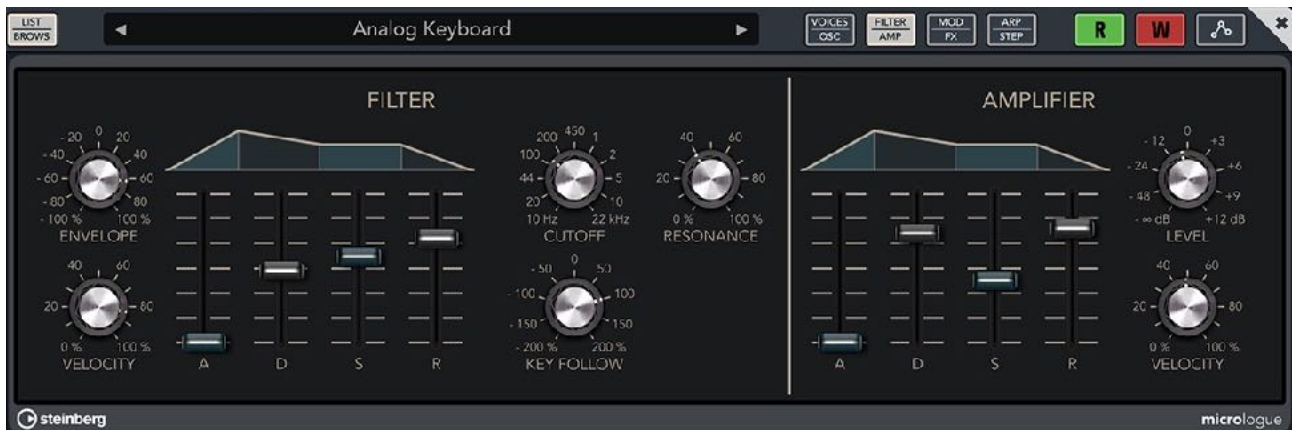 LIST
BROWS
Analog Keyboard
VOICES
OSC
FILTER
AMP
MOD
FX
ARP
STEP
R
W
FILTER
- 20 0 20
- 40 40
- 60 60
- 80 80
- 100 % 100 %
ENVELOPE
40 60
20 80
0 % 100 %
VELOCITY
A D S R
200 450 1
100 2
44 5
20 10
10 Hz 22 kHz
CUTOFF
40 60
20 80
0 % 100 %
RESONANCE
- 50 0 50
- 100 100
- 150 150
- 200 % 200 %
KEY FOLLOW
AMPLIFIER
A D S R
- 12 0 +3
- 24 +6
- 48 +9
- ∞ dB +12 dB
LEVEL
40 60
20 80
0 % 100 %
VELOCITY
steinberg
micrologue